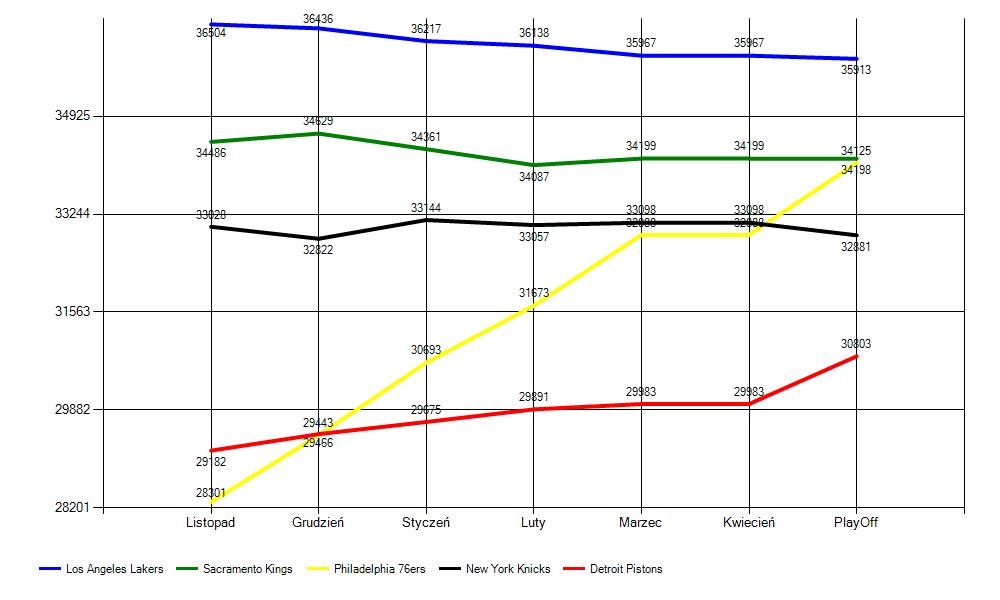 36504 36436 36217 36138 35967 35967 35913
34925
34486 34629 34361 34087 34199 34199 34125
34198
33244
33028 32822 33144 33057 33098 33098 32881
31673
31563
30693
30803
29882
29182 29443 29675 29891 29983 29983
29466
28301
28201
Listopad Grudzień Styczeń Luty Marzec Kwiecień PlayOff
Los Angeles Lakers Sacramento Kings Philadelphia 76ers New York Knicks Detroit Pistons